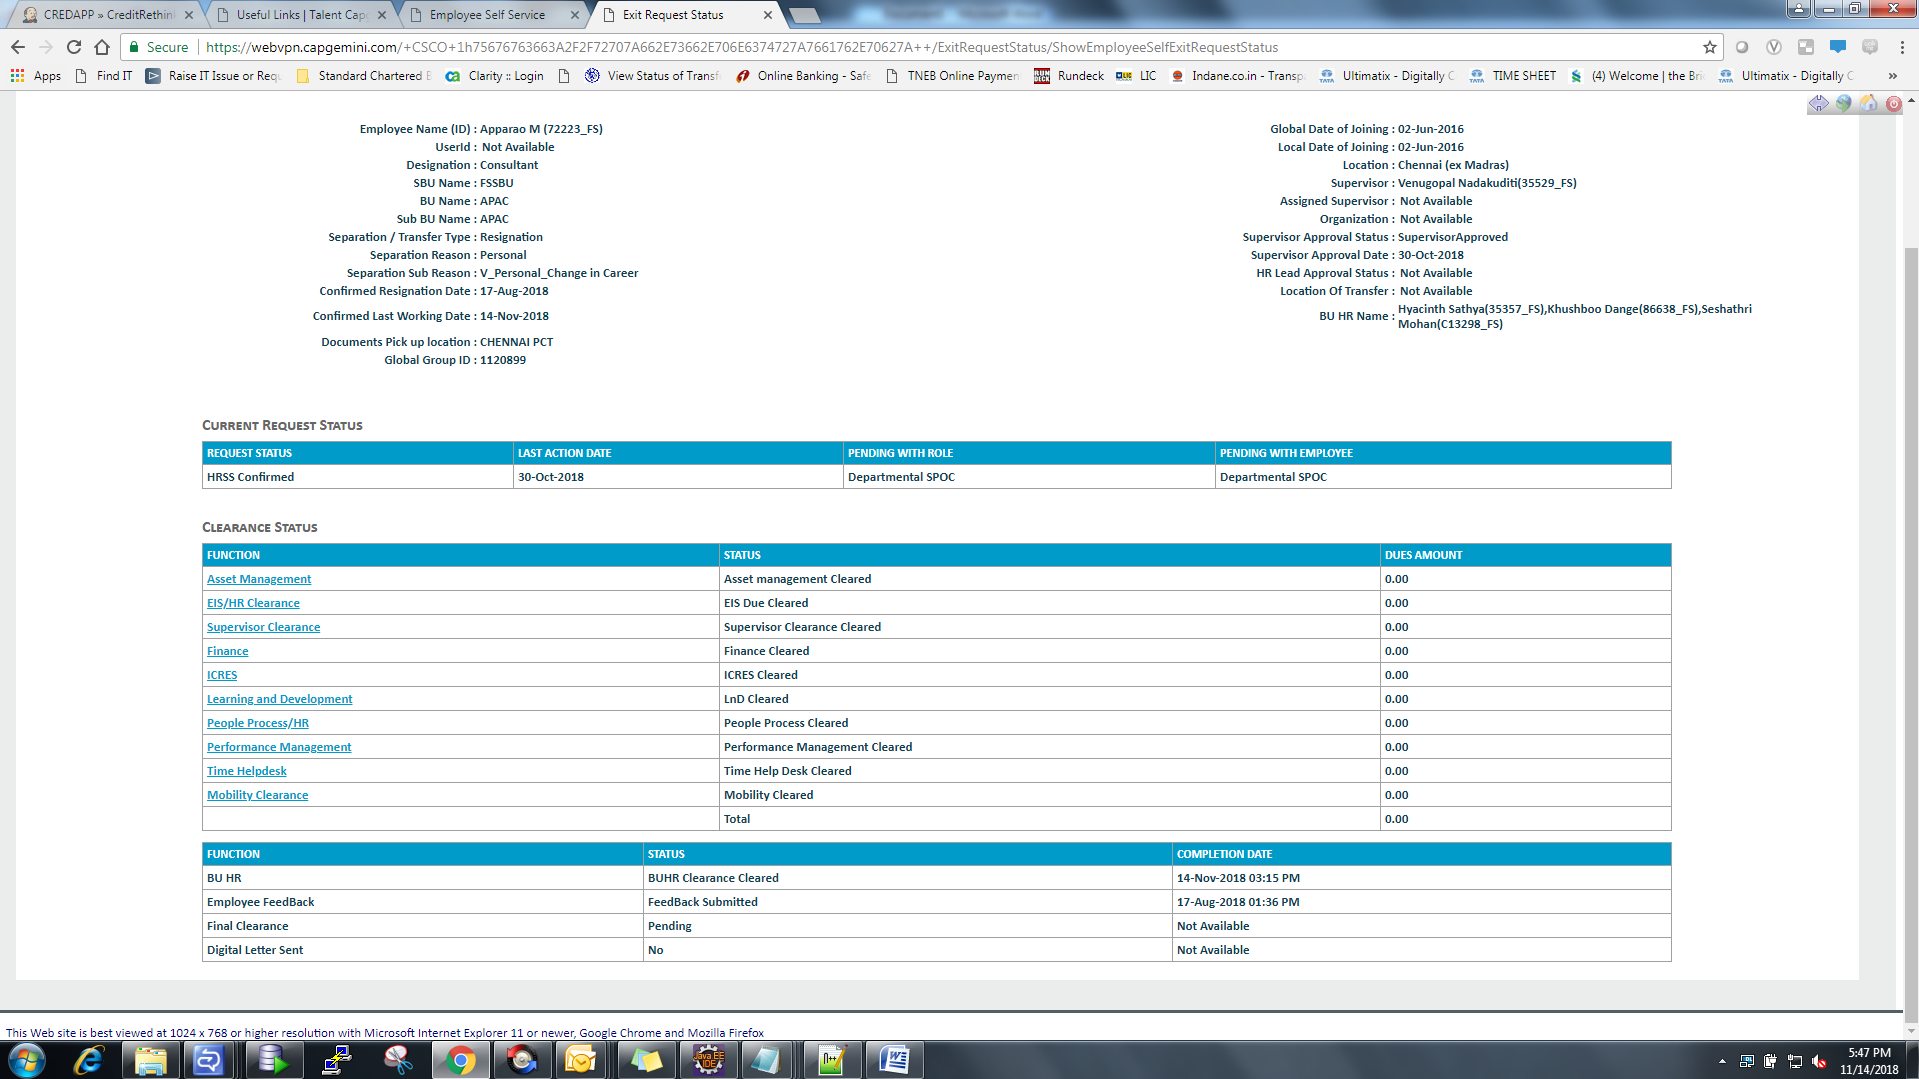 CREDAPP » CreditRethink
Useful Links | Talent Capg
Employee Self Service
Exit Request Status
Secure
https://webvpn.capgemini.com/+CSCO+1h75676763663A2F2F72707A662E73662E706E6374727A7661762E70627A++/ExitRequestStatus/ShowEmployeeSelfExitRequestStatus
Apps
Find IT
Raise IT Issue or Requ
Standard Chartered B
Clarity :: Login
View Status of Transf
Online Banking - Safe
TNEB Online Paymen
Rundeck
LIC
Indane.co.in - Transp
Ultimatix - Digitally C
TIME SHEET
(4) Welcome | the Bri
Ultimatix - Digitally C
»
Employee Name (ID) : Apparao M (72223_FS)
UserId : Not Available
Designation : Consultant
SBU Name : FSSBU
BU Name : APAC
Sub BU Name : APAC
Separation / Transfer Type : Resignation
Separation Reason : Personal
Separation Sub Reason : V_Personal_Change in Career
Confirmed Resignation Date : 17-Aug-2018
Confirmed Last Working Date : 14-Nov-2018
Documents Pick up location : CHENNAI PCT
Global Group ID : 1120899
Global Date of Joining : 02-Jun-2016
Local Date of Joining : 02-Jun-2016
Location : Chennai (ex Madras)
Supervisor : Venugopal Nadakuditi(35529_FS)
Assigned Supervisor : Not Available
Organization : Not Available
Supervisor Approval Status : SupervisorApproved
Supervisor Approval Date : 30-Oct-2018
HR Lead Approval Status : Not Available
Location Of Transfer : Not Available
BU HR Name : Hyacinth Sathya(35357_FS),Khushboo Dange(86638_FS),Seshathri
Mohan(C13298_FS)
CURRENT REQUEST STATUS
REQUEST STATUS LAST ACTION DATE PENDING WITH ROLE PENDING WITH EMPLOYEE
HRSS Confirmed 30-Oct-2018 Departmental SPOC Departmental SPOC
CLEARANCE STATUS
FUNCTION STATUS DUES AMOUNT
Asset Management Asset management Cleared 0.00
EIS/HR Clearance EIS Due Cleared 0.00
Supervisor Clearance Supervisor Clearance Cleared 0.00
Finance Finance Cleared 0.00
ICRES ICRES Cleared 0.00
Learning and Development LnD Cleared 0.00
People Process/HR People Process Cleared 0.00
Performance Management Performance Management Cleared 0.00
Time Helpdesk Time Help Desk Cleared 0.00
Mobility Clearance Mobility Cleared 0.00
Total 0.00
FUNCTION STATUS COMPLETION DATE
BU HR BUHR Clearance Cleared 14-Nov-2018 03:15 PM
Employee FeedBack FeedBack Submitted 17-Aug-2018 01:36 PM
Final Clearance Pending Not Available
Digital Letter Sent No Not Available
This Web site is best viewed at 1024 x 768 or higher resolution with Microsoft Internet Explorer 11 or newer, Google Chrome and Mozilla Firefox
Java EE
IDE
5:47 PM
11/14/2018